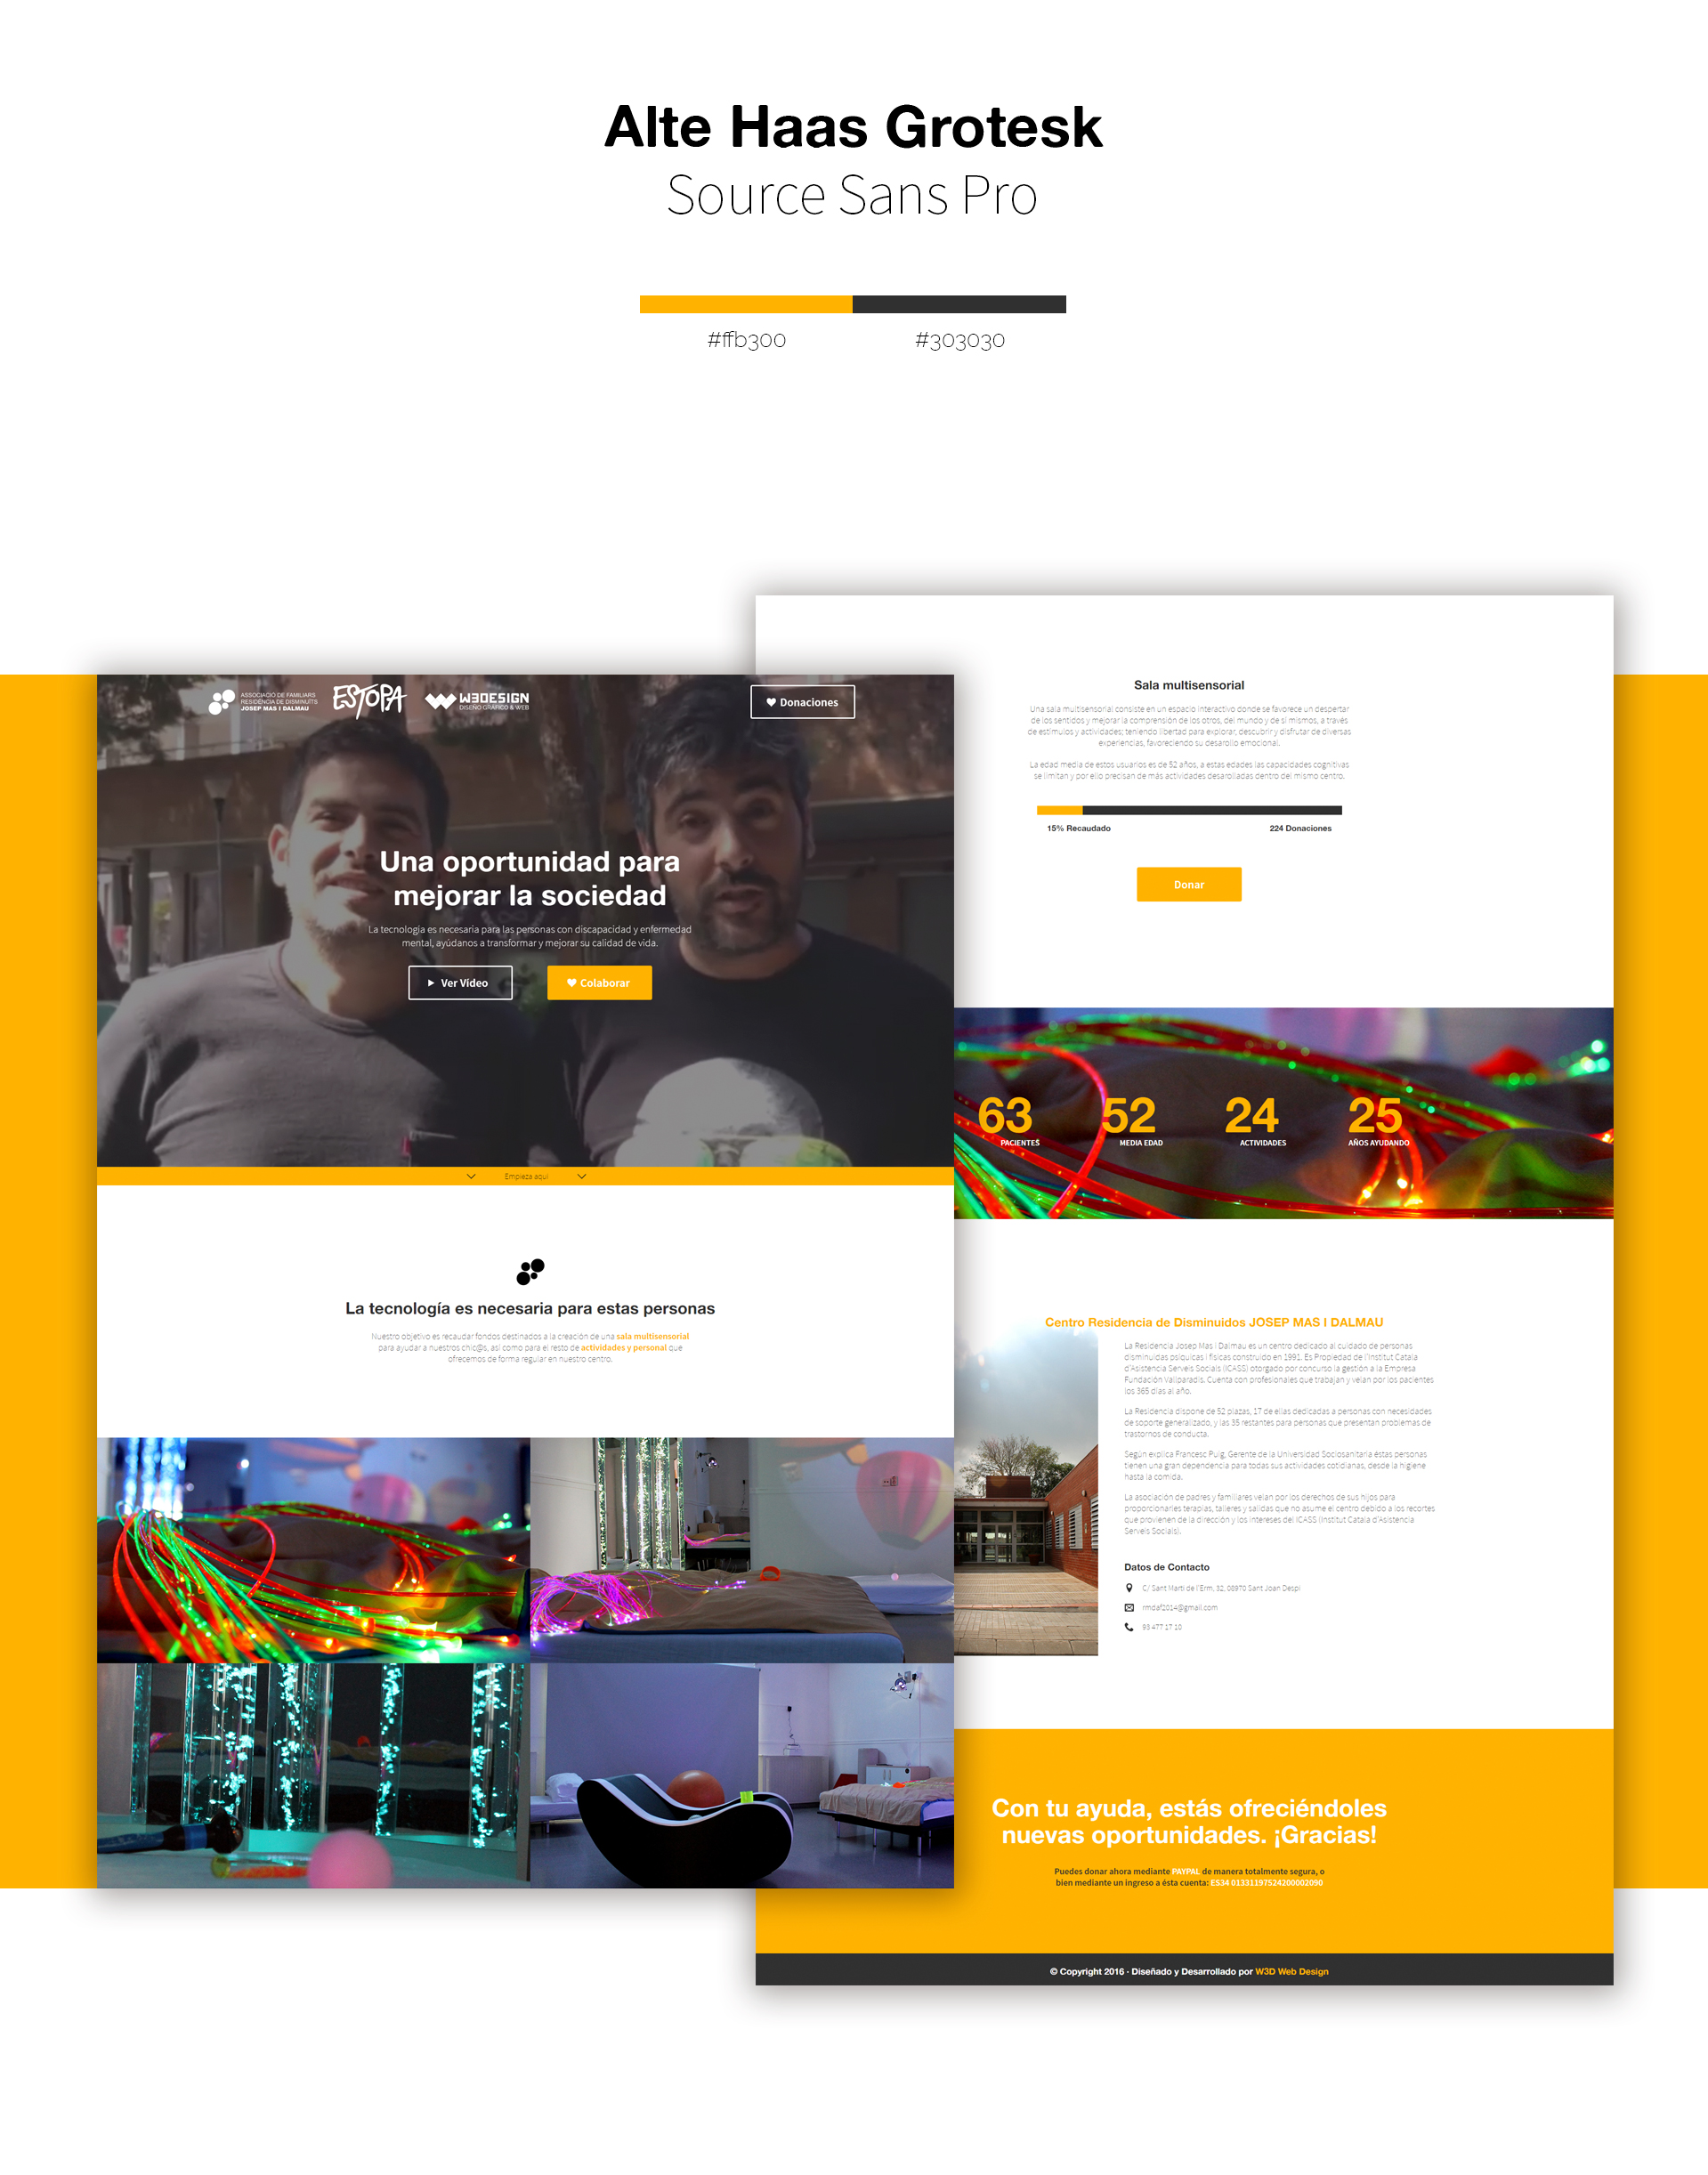 Alte Haas Grotesk
Source Sans Pro
#ffb300
#303030
ASSOCIACIO DE FAMILIARS
RESIDENCIA DE DISMINUÏTS
JOSEP MAS I DALMAU
ESTOPA
W3DESIGN
DISEÑO GRÁFICO & WEB
Donaciones
Una oportunidad para
mejorar la sociedad
La tecnología es necesaria para las personas con discapacidad y enfermedad
mental, ayúdanos a transformar y mejorar su calidad de vida.
Ver Vídeo
Colaborar
Empieza aquí
La tecnología es necesaria para estas personas
Nuestro objetivo es recaudar fondos destinados a la creación de una sala multisensorial
para ayudar a nuestros chic@s, así como para el resto de actividades y personal que
ofrecemos de forma regular en nuestro centro.
Sala multisensorial
Una sala multisensorial consiste en un espacio interactivo donde se favorece un despertar
de los sentidos y mejorar la comprensión de los otros, del mundo y de sí mismos, a través
de estímulos y actividades; teniendo libertad para explorar, descubrir y disfrutar de diversas
experiencias, favoreciendo su desarollo emocional.
La edad media de estos usuarios es de 52 años, a estas edades las capacidades cognitivas
se limitan y por ello precisan de más actividades desarolladas dentro del mismo centro.
15% Recaudado
224 Donaciones
Donar
63
52
24
25
PACIENTES
MEDIA EDAD
ACTIVIDADES
AÑOS AYUDANDO
Centro Residencia de Disminuidos JOSEP MAS I DALMAU
La Residencia Josep Mas i Dalmau es un centro dedicado al cuidado de personas
disminuidas psíquicas i físicas construido en 1991. Es Propiedad de l'Institut Català
d'Asistencia Serveis Socials (ICASS) otorgado por concurso la gestión a la Empresa
Fundación Vallparadís. Cuenta con profesionales que trabajan y velan por los pacientes
los 365 días al año.
La Residencia dispone de 52 plazas, 17 de ellas dedicadas a personas con necesidades
de soporte generalizado, y las 35 restantes para personas que presentan problemas de
trastornos de conducta.
Según explica Francesc Puig, Gerente de la Universidad Sociosanitaria éstas personas
tienen una gran dependencia para todas sus actividades cotidianas, desde la higiene
hasta la comida.
La asociación de padres y familiares velan por los derechos de sus hijos para
proporcionarles terapias, talleres y salidas que no asume el centro debido a los recortes
que provienen de la dirección y los intereses del ICASS (Institut Català d'Asistencia
Serveis Socials).
Datos de Contacto
C/ Sant Martí de l'Erm, 32, 08970 Sant Joan Despí
rmdaf2014@gmail.com
93 477 17 10
Con tu ayuda, estás ofreciéndoles
nuevas oportunidades. ¡Gracias!
Puedes donar ahora mediante PAYPAL de manera totalmente segura, o
bien mediante un ingreso a ésta cuenta: ES34 01331197524200002090
© Copyright 2016 · Diseñado y Desarrollado por W3D Web Design